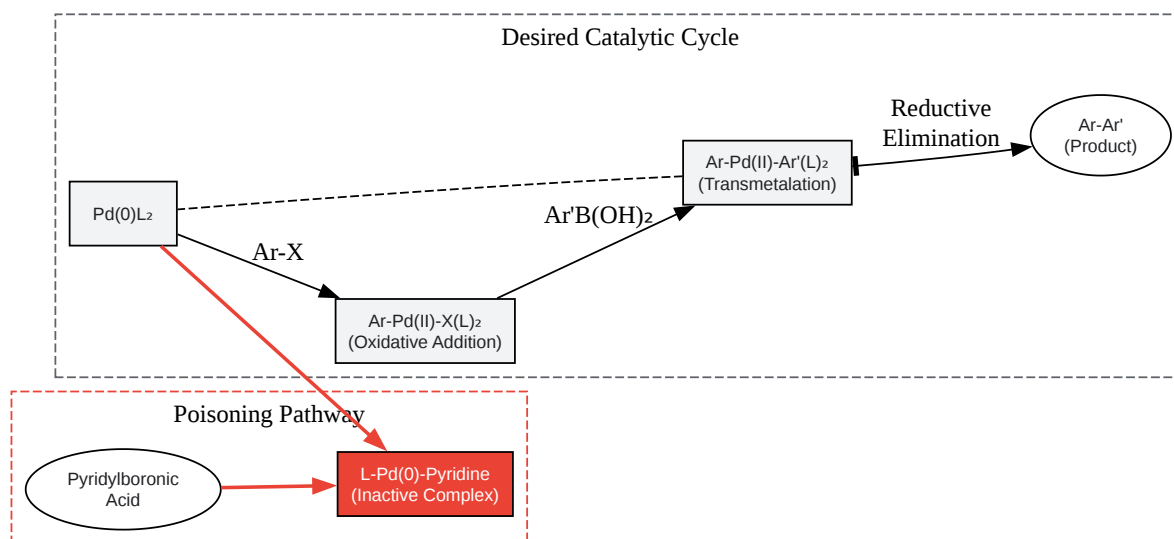 Desired Catalytic Cycle
Reductive
Elimination
Ar-Ar'
(Product)
Ar-Pd(II)-Ar'(L)₂
(Transmetalation)
Pd(0)L₂
Ar'B(OH)₂
Ar-X
Ar-Pd(II)-X(L)₂
(Oxidative Addition)
Poisoning Pathway
Pyridylboronic
Acid
L-Pd(0)-Pyridine
(Inactive Complex)